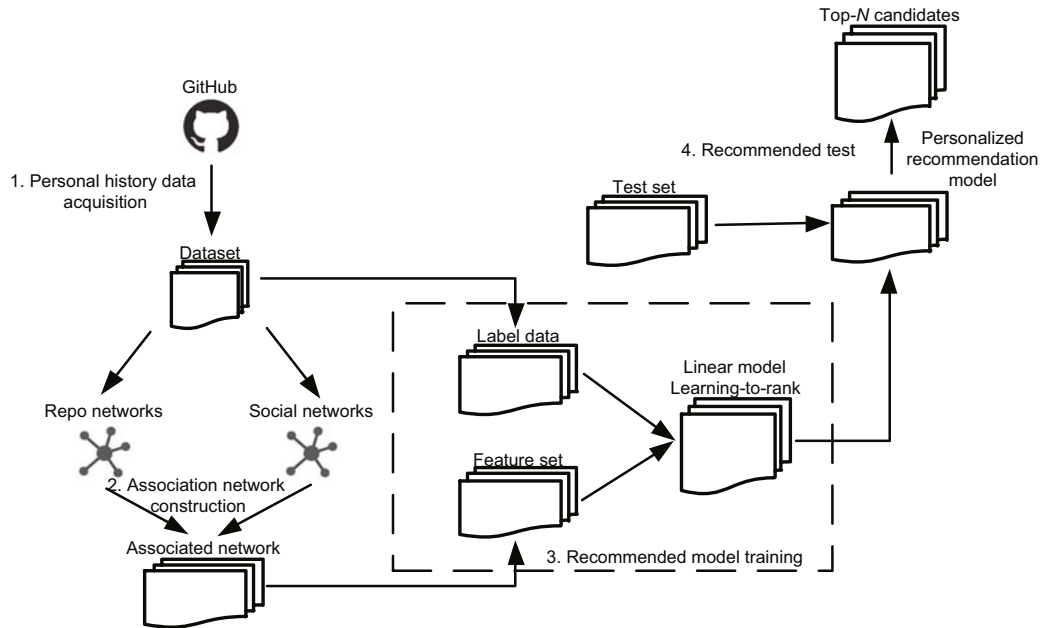 Top-N candidates
GitHub
4. Recommended test
Personalized
recommendation
model
1. Personal history data
acquisition
Test set
Dataset
Label data
Linear model
Learning-to-rank
Repo networks
Social networks
Feature set
2. Association network
construction
Associated network
3. Recommended model training